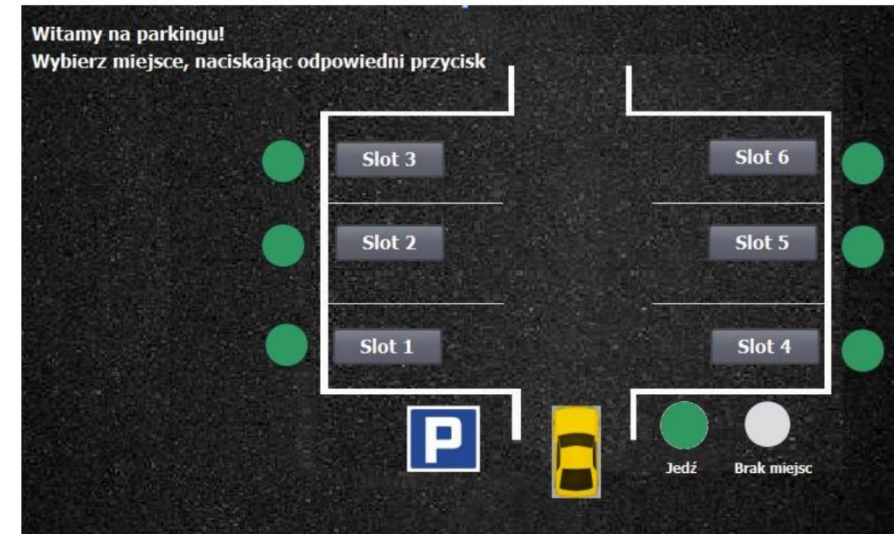 Witamy na parkingu!
Wybierz miejsce, naciskając odpowiedni przycisk
Slot 3
Slot 6
Slot 2
Slot 5
Slot 1
Slot 4
P
Jedź
Brak miejsc